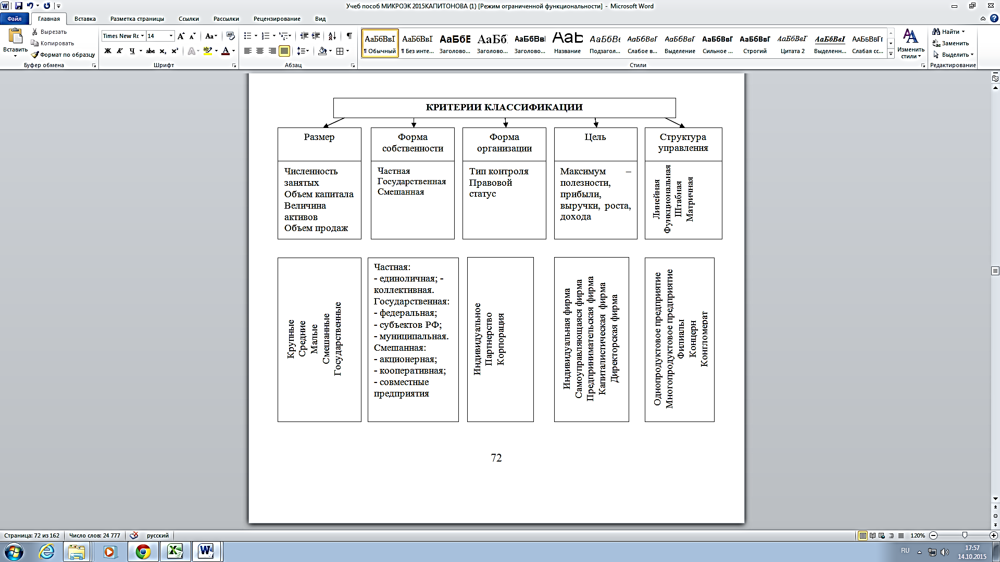 Учеб пособ МИКРОЭК 2015КАПИТОНОВА (1) [Режим ограниченной функциональности] - Microsoft Word
Файл
Главная
Вставка
Разметка страницы
Ссылки
Рассылки
Рецензирование
Вид
Вставить
Вырезать
Копировать
Формат по образцу
Буфер обмена
Times New Rc
14
Шрифт
Абзац
АаБбВвІ
¶ Обычный
АаБбВвІ
¶ Без инте...
АаБбЕ
Заголово...
АаБб
Заголово...
АаБбВвІ
Заголово...
АаЬ
Название
АаБбВв
Подзагол...
АаБбВвГ
Слабое в...
АаБбВвГ
Выделение
АаБбВвГ
Сильное ...
АаБбВвГ
Строгий
АаБбВвГ
Цитата 2
АаБбВвІ
Выделенн...
АаБбВвГг
Слабая сс...
Стили
Изменить
стили
Найти
Заменить
Выделить
Редактирование
КРИТЕРИИ КЛАССИФИКАЦИИ
Размер
Численность
занятых
Объем капитала
Величина
активов
Объем продаж
Форма
собственности
Частная
Государственная
Смешанная
Форма
организации
Тип контроля
Правовой
статус
Цель
Максимум –
полезности,
прибыли,
выручки, роста,
дохода
Структура
управления
Линейная
Функциональная
Штабная
Матричная
Крупные
Средние
Малые
Смешанные
Государственные
Частная:
- единоличная; -
коллективная.
Государственная:
- федеральная;
- субъектов РФ;
- муниципальная.
Смешанная:
- акционерная;
- кооперативная;
- совместные
предприятия
Индивидуальное
Партнерство
Корпорация
Индивидуальная фирма
Самоуправляющаяся фирма
Предпринимательская фирма
Капиталистическая фирма
Директорская фирма
Однопродуктовое предприятие
Многопродуктовое предприятие
Филиалы
Концерн
Конгломерат
72
Страница: 72 из 162
Число слов: 24 777
русский
120%
RU
17:57
14.10.2015